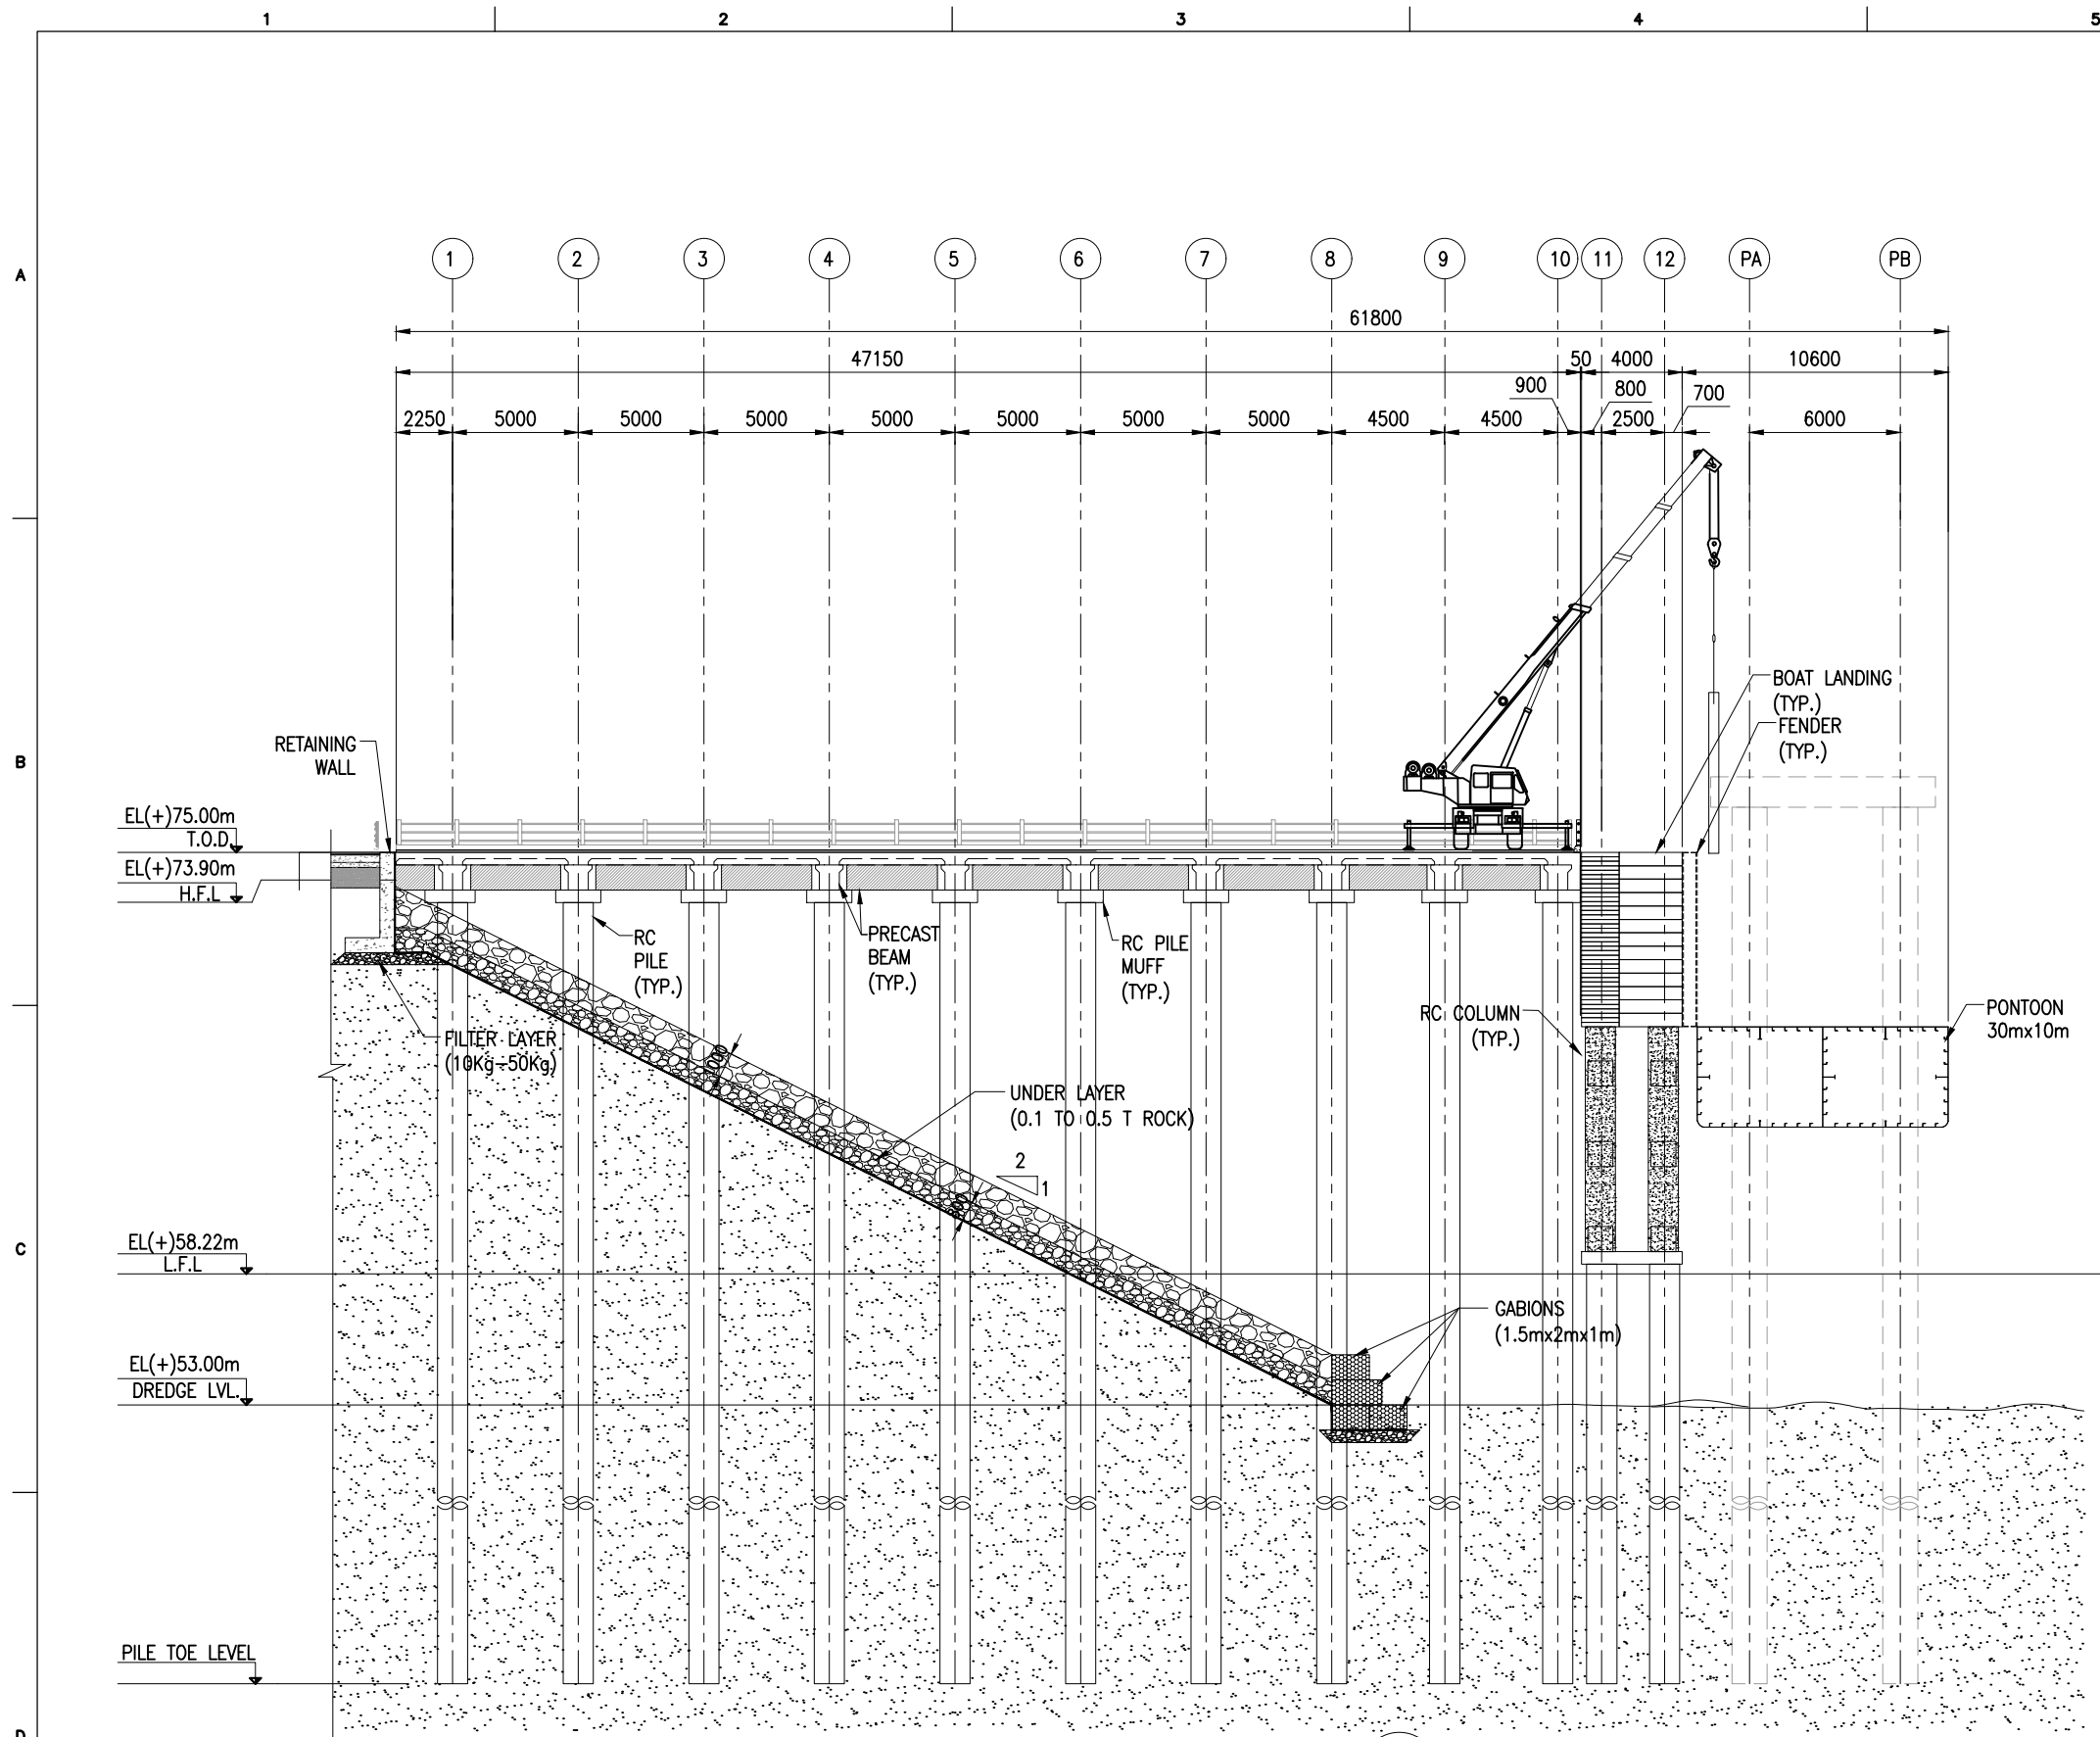 1 2 3 4 5
A
1 2 3 4 5 6 7 8 9 10 11 12 PA PB
61800
47150 50 4000 10600
900 800 700
2250 5000 5000 5000 5000 5000 5000 5000 4500 4500 2500 6000
BOAT LANDING
(TYP.)
FENDER
(TYP.)
RETAINING
WALL
B
EL(+)75.00m
T.O.D
EL(+)73.90m
H.F.L
RC
PILE
(TYP.)
PRECAST
BEAM
(TYP.)
RC PILE
MUFF
(TYP.)
RC COLUMN
(TYP.)
PONTOON
30mx10m
FILTER LAYER
(10Kg-50Kg)
1000
UNDER LAYER
(0.1 TO 0.5 T ROCK)
2
1
C
EL(+)58.22m
L.F.L
GABIONS
(1.5mx2mx1m)
EL(+)53.00m
DREDGE LVL.
PILE TOE LEVEL
D